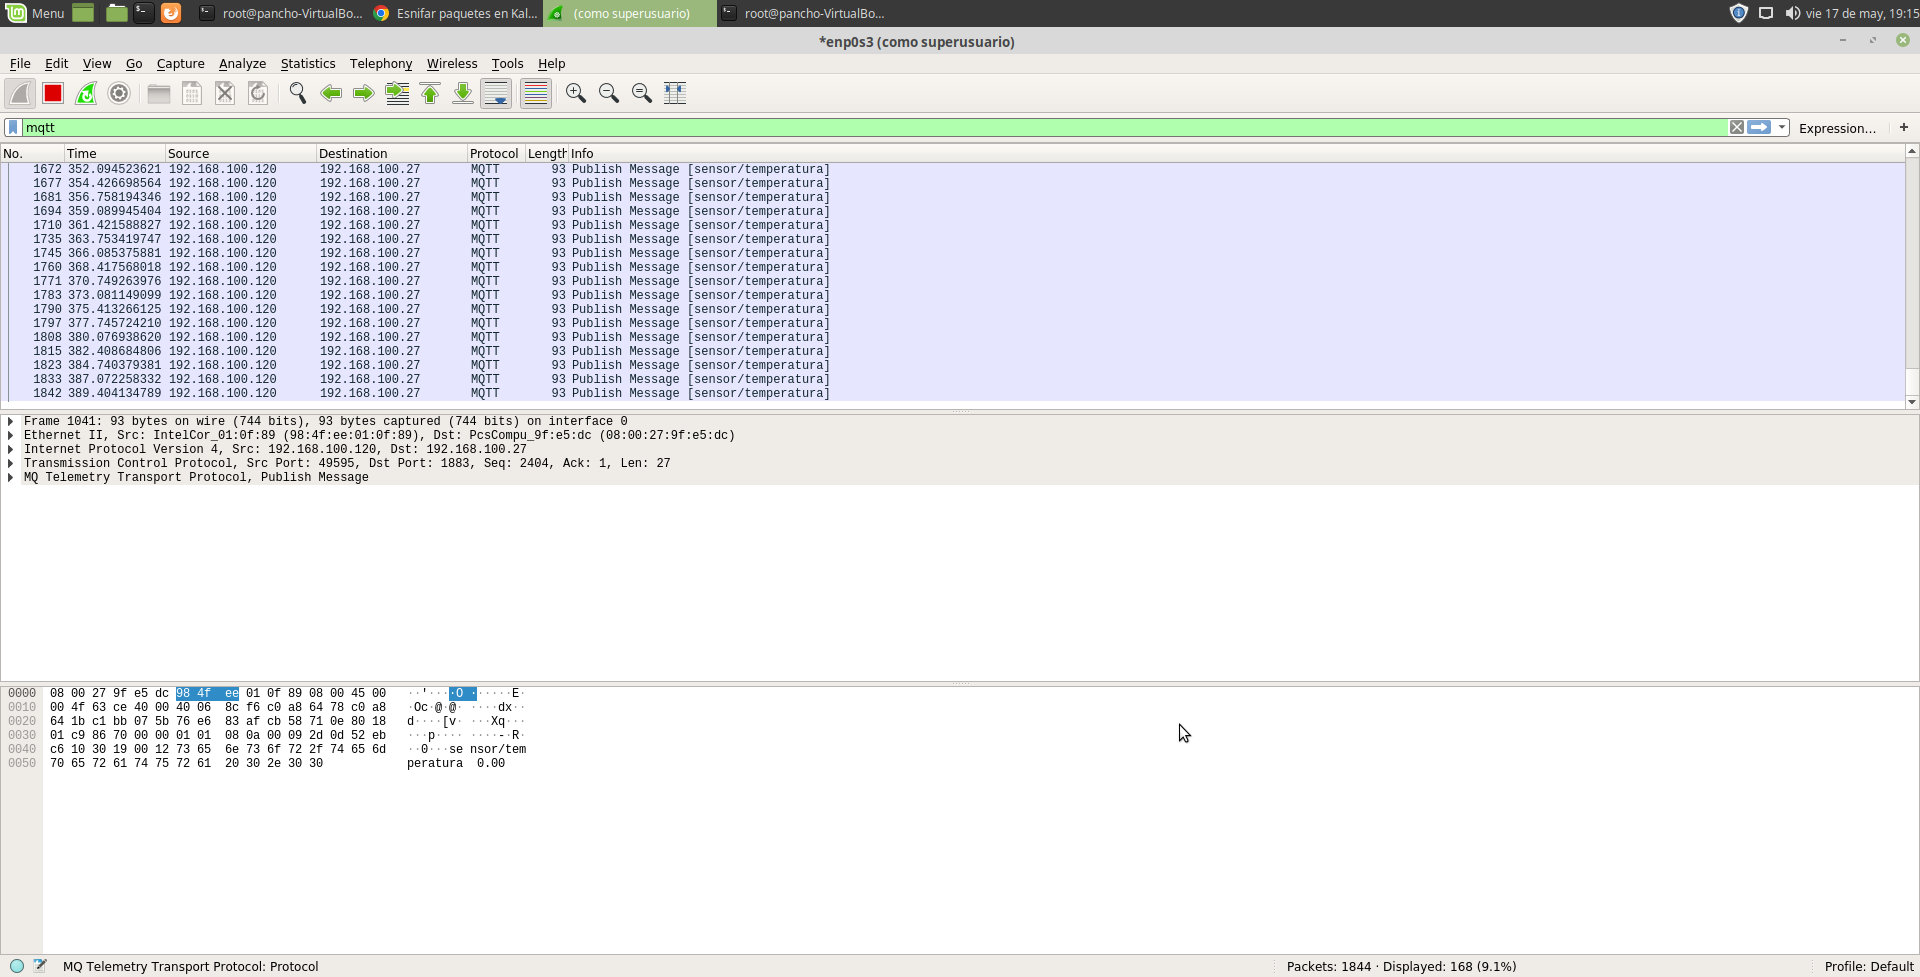 Menu root@pancho-VirtualBo... Esnifar paquetes en Kal... (como superusuario) root@pancho-VirtualBo... vie 17 de may, 19:15
*enp0s3 (como superusuario)
File Edit View Go Capture Analyze Statistics Telephony Wireless Tools Help
mqtt Expression... +
No. Time Source Destination Protocol Length Info
1672 352.094523621 192.168.100.120 192.168.100.27 MQTT 93 Publish Message [sensor/temperatura]
1677 354.426698564 192.168.100.120 192.168.100.27 MQTT 93 Publish Message [sensor/temperatura]
1681 356.758194346 192.168.100.120 192.168.100.27 MQTT 93 Publish Message [sensor/temperatura]
1694 359.089945404 192.168.100.120 192.168.100.27 MQTT 93 Publish Message [sensor/temperatura]
1710 361.421588827 192.168.100.120 192.168.100.27 MQTT 93 Publish Message [sensor/temperatura]
1735 363.753419747 192.168.100.120 192.168.100.27 MQTT 93 Publish Message [sensor/temperatura]
1745 366.085375881 192.168.100.120 192.168.100.27 MQTT 93 Publish Message [sensor/temperatura]
1760 368.417568018 192.168.100.120 192.168.100.27 MQTT 93 Publish Message [sensor/temperatura]
1771 370.749263976 192.168.100.120 192.168.100.27 MQTT 93 Publish Message [sensor/temperatura]
1783 373.081149099 192.168.100.120 192.168.100.27 MQTT 93 Publish Message [sensor/temperatura]
1790 375.413266125 192.168.100.120 192.168.100.27 MQTT 93 Publish Message [sensor/temperatura]
1797 377.745724210 192.168.100.120 192.168.100.27 MQTT 93 Publish Message [sensor/temperatura]
1808 380.076938620 192.168.100.120 192.168.100.27 MQTT 93 Publish Message [sensor/temperatura]
1815 382.408684806 192.168.100.120 192.168.100.27 MQTT 93 Publish Message [sensor/temperatura]
1823 384.740379381 192.168.100.120 192.168.100.27 MQTT 93 Publish Message [sensor/temperatura]
1833 387.072258332 192.168.100.120 192.168.100.27 MQTT 93 Publish Message [sensor/temperatura]
1842 389.404134789 192.168.100.120 192.168.100.27 MQTT 93 Publish Message [sensor/temperatura]
Frame 1041: 93 bytes on wire (744 bits), 93 bytes captured (744 bits) on interface 0
Ethernet II, Src: IntelCor_01:0f:89 (98:4f:ee:01:0f:89), Dst: PcsCompu_9f:e5:dc (08:00:27:9f:e5:dc)
Internet Protocol Version 4, Src: 192.168.100.120, Dst: 192.168.100.27
Transmission Control Protocol, Src Port: 49595, Dst Port: 1883, Seq: 2404, Ack: 1, Len: 27
MQ Telemetry Transport Protocol, Publish Message
0000 08 00 27 9f e5 dc 98 4f ee 01 0f 89 08 00 45 00 ··'····O ······E·
0010 00 4f 63 ce 40 00 40 06 8c f6 c0 a8 64 78 c0 a8 ·Oc·@·@· ····dx··
0020 64 1b c1 bb 07 5b 76 e6 83 af cb 58 71 0e 80 18 d····[v· ···Xq···
0030 01 c9 86 70 00 00 01 01 08 0a 00 09 2d 0d 52 eb ···p···· ····-·R·
0040 c6 10 30 19 00 12 73 65 6e 73 6f 72 2f 74 65 6d ··0···se nsor/tem
0050 70 65 72 61 74 75 72 61 20 30 2e 30 30 peratura 0.00
MQ Telemetry Transport Protocol: Protocol Packets: 1844 · Displayed: 168 (9.1%) Profile: Default